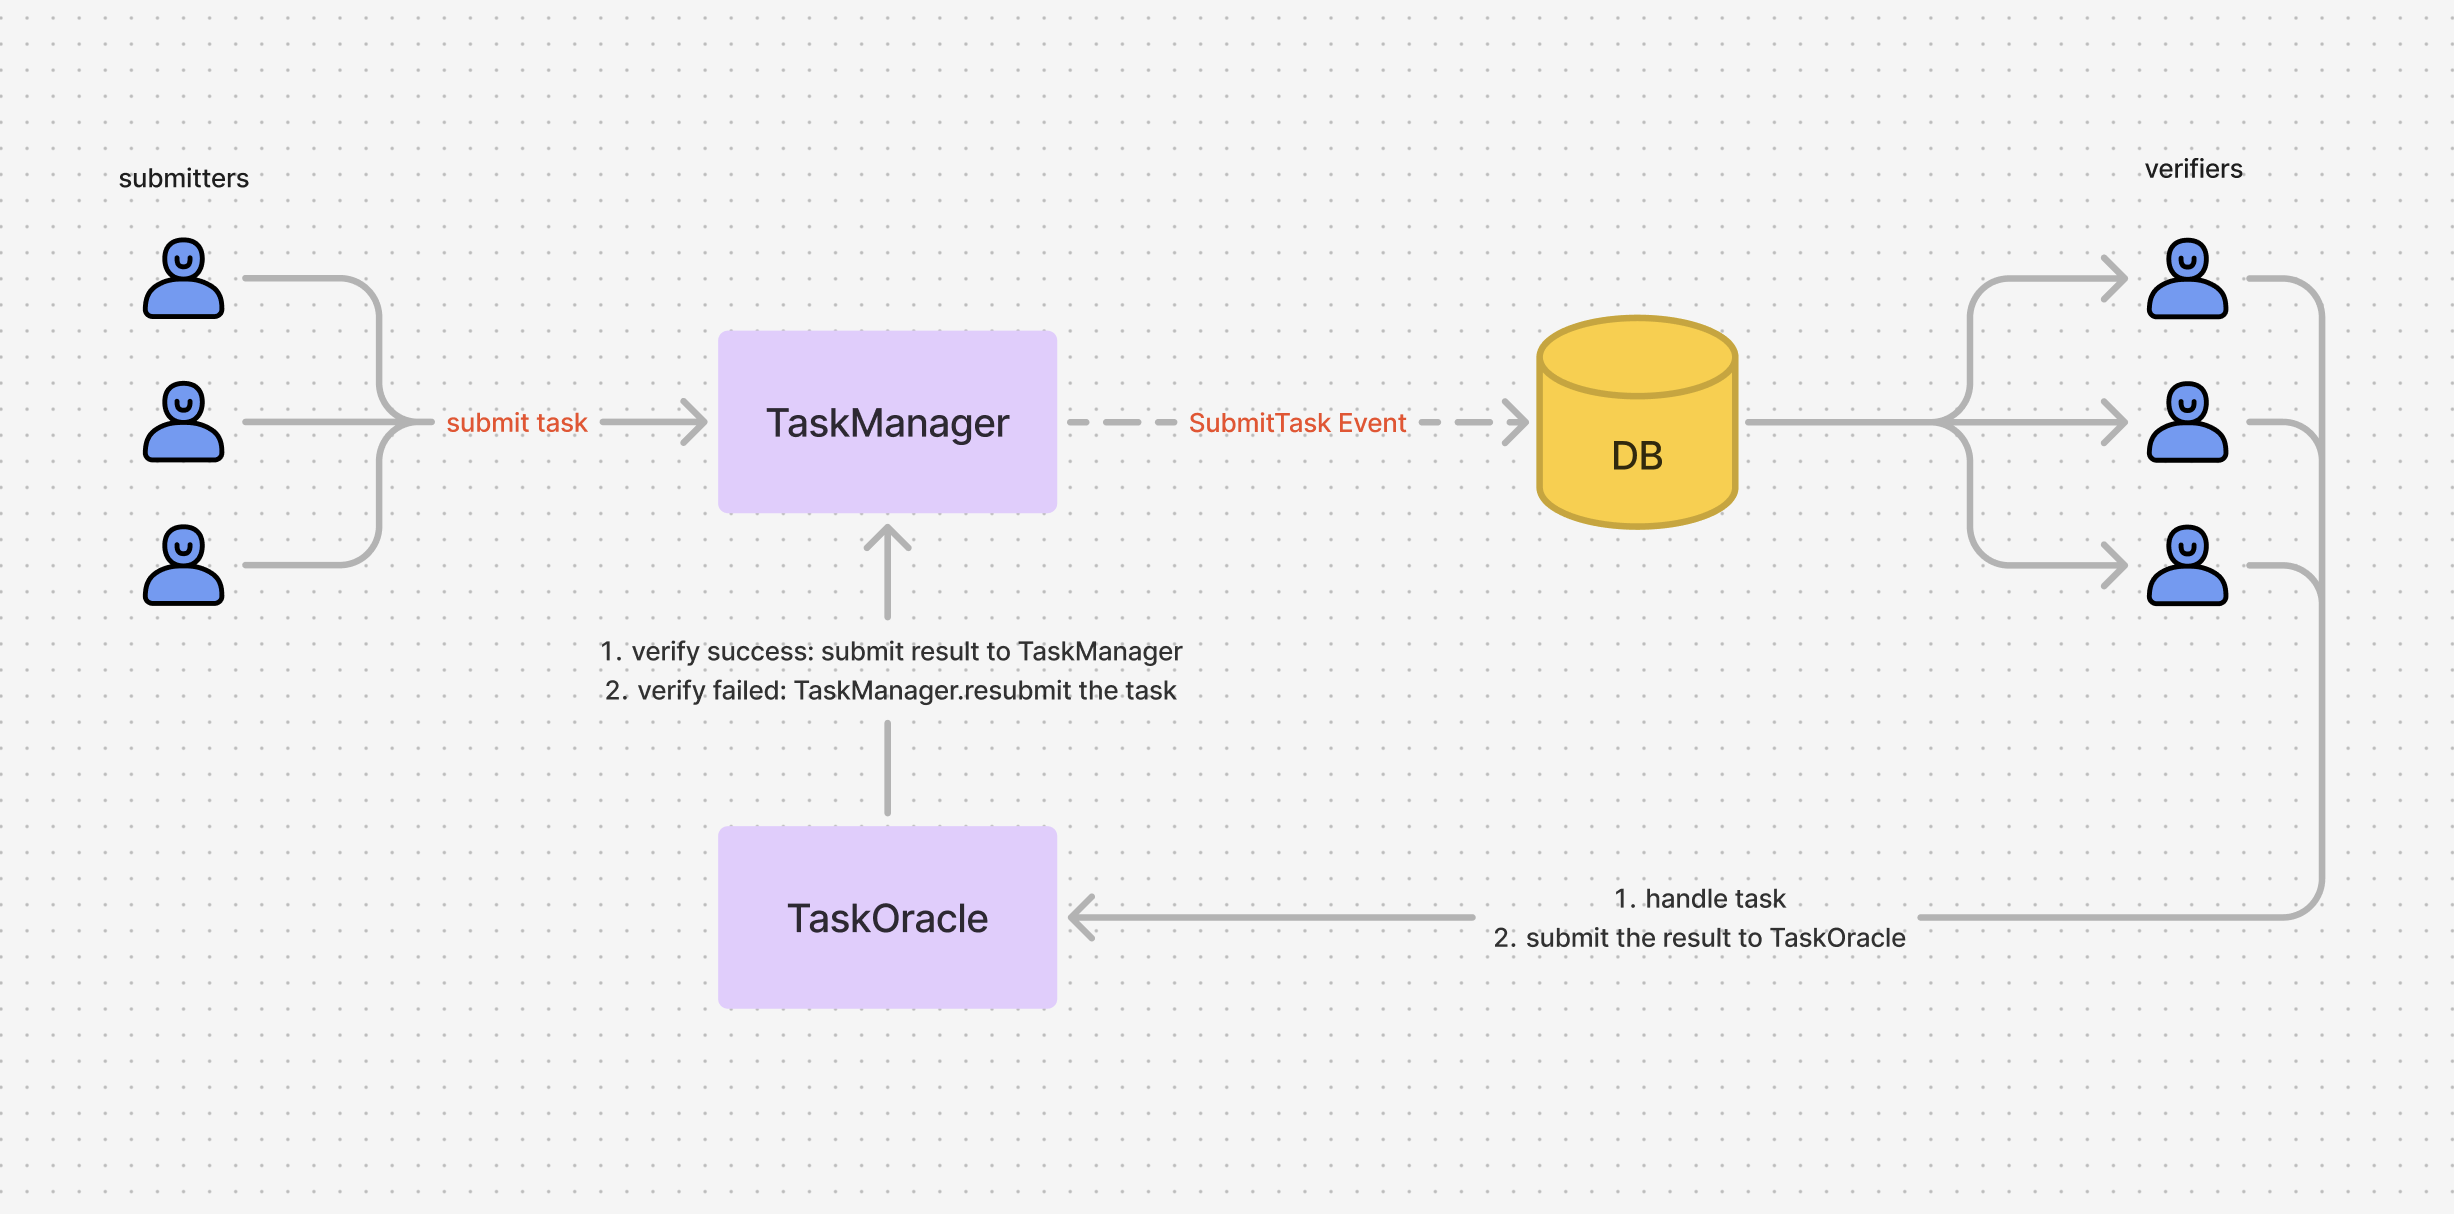 submitters
verifiers
submit task
TaskManager
SubmitTask Event
DB
1. verify success: submit result to TaskManager
2. verify failed: TaskManager.resubmit the task
TaskOracle
1. handle task
2. submit the result to TaskOracle